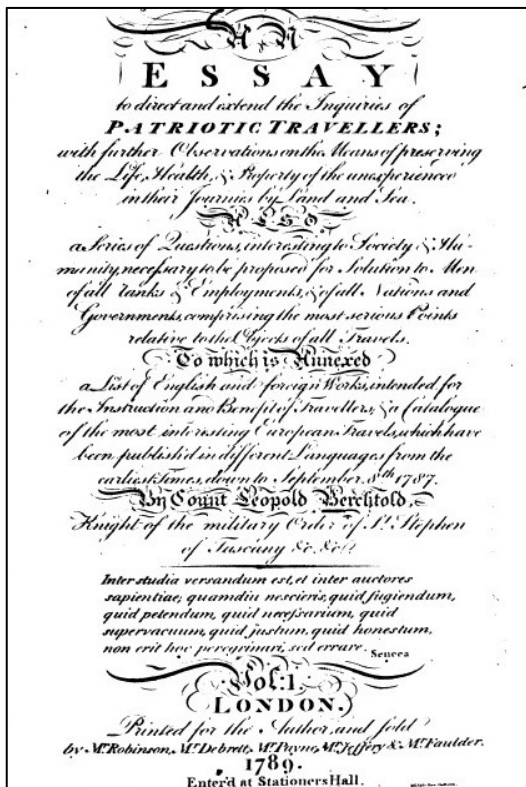 AN
ESSAY
to direct and extend the Inquiries of
PATRIOTIC TRAVELLERS;
with further Observations on the Means of preserving
the Life, Health, & Property of the unexperienced
in their Journies by Land and Sea.
ALSO
a Series of Questions, interesting to Society & Hu-
manity, necessary to be proposed for Solution to Men
of all Ranks & Employments, & of all Nations and
Governments, comprising the most serious Points
relative to the Objects of all Travels.
To which is Annexed
a List of English and foreign Works, intended for
the Instruction and Benefit of Travellers, & a Catalogue
of the most interesting European Travels, which have
been publish'd in different Languages from the
earliest Times, down to September 8th 1787.
By Count Leopold Berchtold,
Knight of the military Order of St. Stephen
of Tuscany &c. &c.
Inter studia versandum est, et inter auctores
sapientiae; quamdiu nescieris, quid fugiendum,
quid petendum, quid necessarium, quid
supervacuum, quid justum, quid honestum,
non erit hoc peregrinari, sed errare.
Seneca
Vol: I.
LONDON.
Printed for the Author, and sold
by Mr. Robinson, Mr. Debrett, Mr. Payne, Mr. Jeffery & Mr. Faulder.
1789.
Enter'd at Stationers Hall.